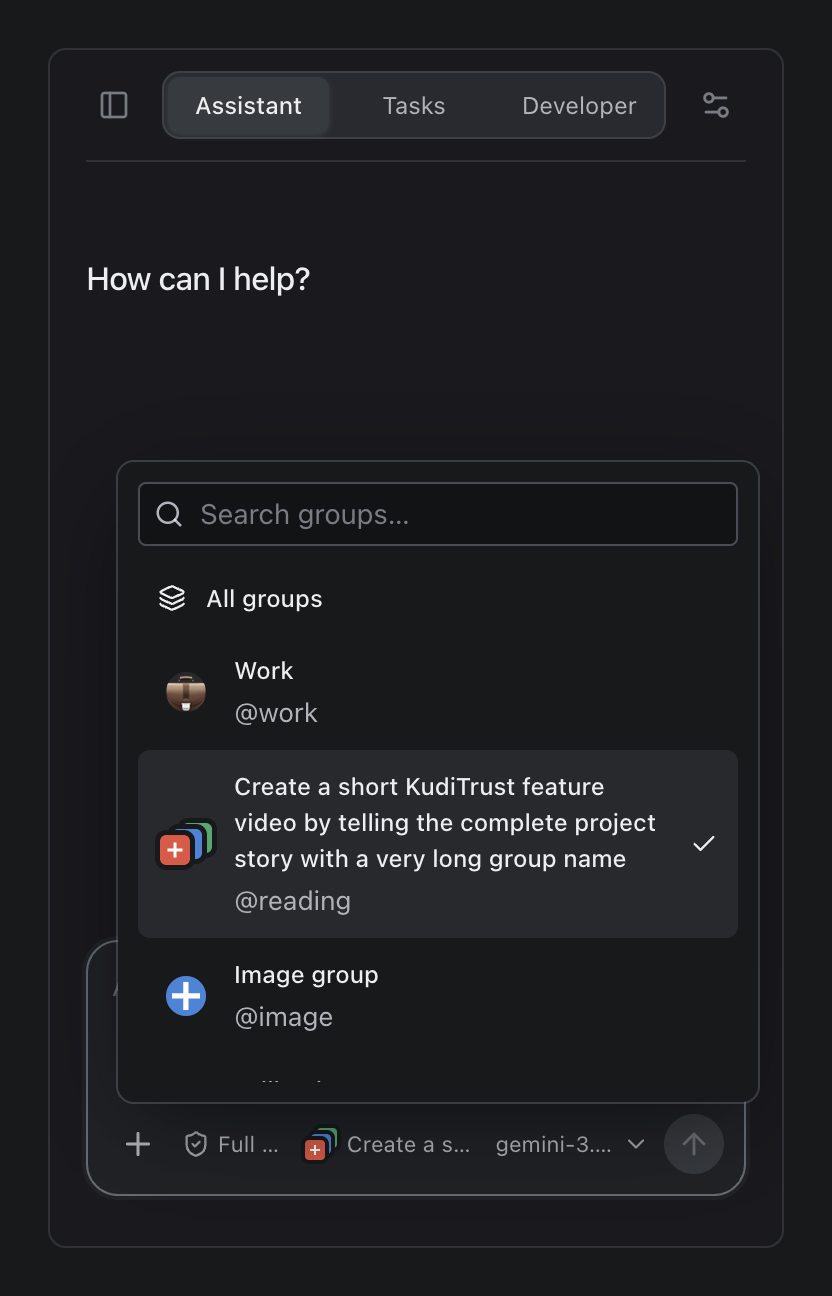 Assistant
Tasks
Developer
How can I help?
Search groups...
All groups
Work
@work
Create a short KudiTrust feature
video by telling the complete project
story with a very long group name
@reading
Image group
@image
Full ...
Create a s...
gemini-3....